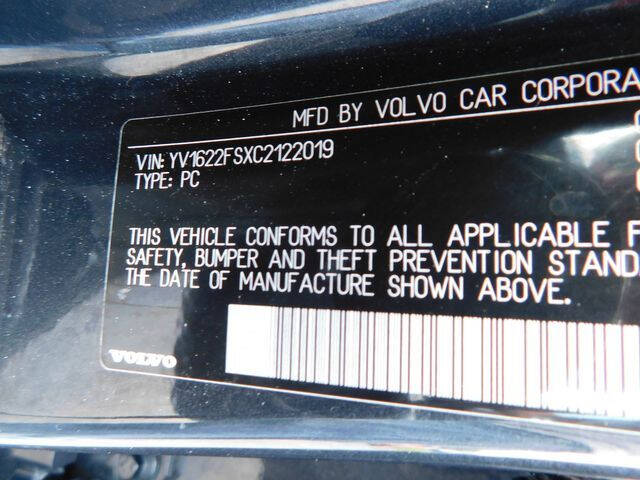 MFD BY VOLVO CAR CORPORA
VIN: YV1622FSXC2122019
TYPE: PC
THIS VEHICLE CONFORMS TO ALL APPLICABLE F
SAFETY, BUMPER AND THEFT PREVENTION STAND
THE DATE OF MANUFACTURE SHOWN ABOVE.
VOLVO